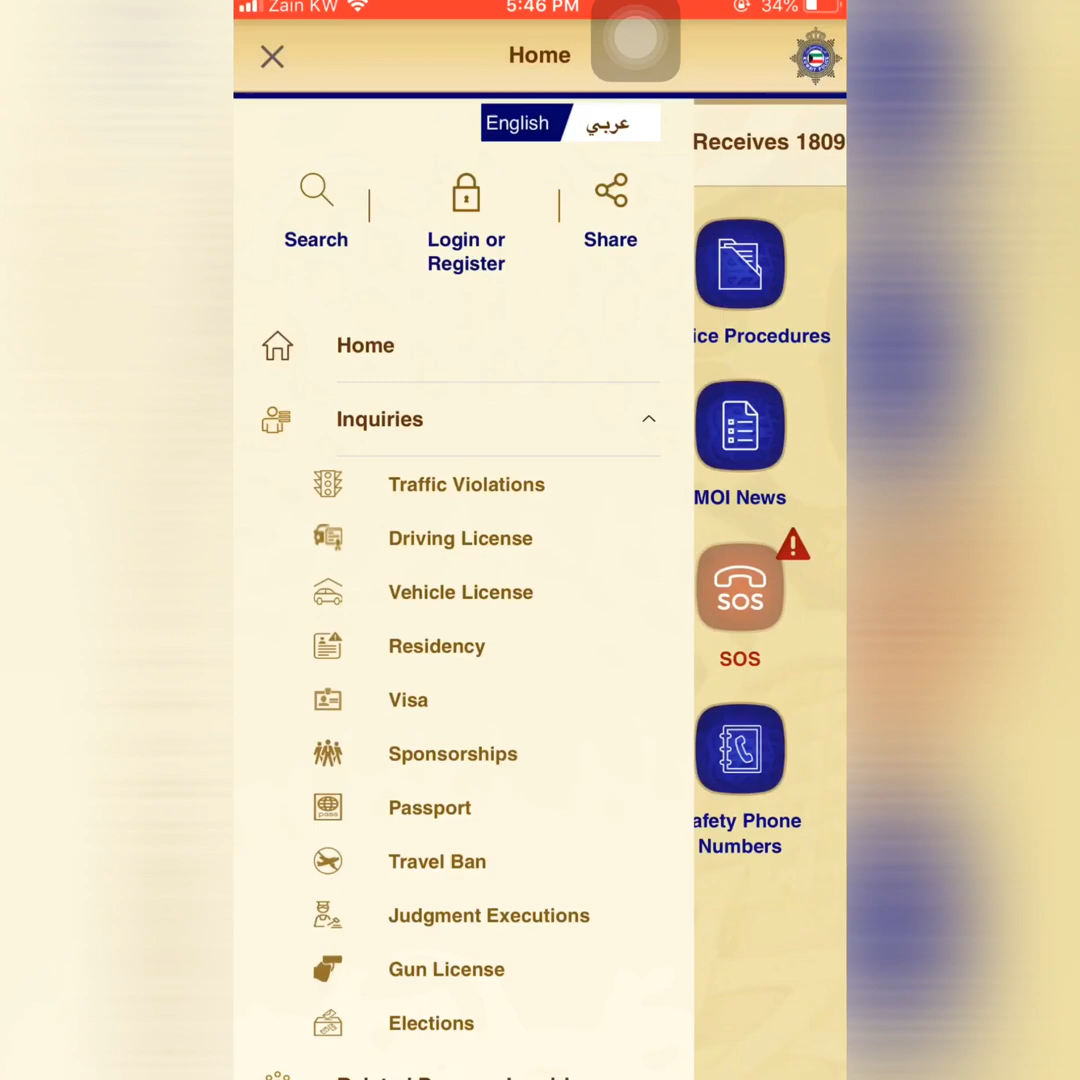 Zain KW
5:46 PM
34%
Home
English
عربي
Receives 1809
Search
Login or
Register
Share
Home
Inquiries
Traffic Violations
Driving License
Vehicle License
Residency
Visa
Sponsorships
pass
Passport
Travel Ban
Judgment Executions
Gun License
Elections
ice Procedures
MOI News
SOS
SOS
afety Phone
Numbers